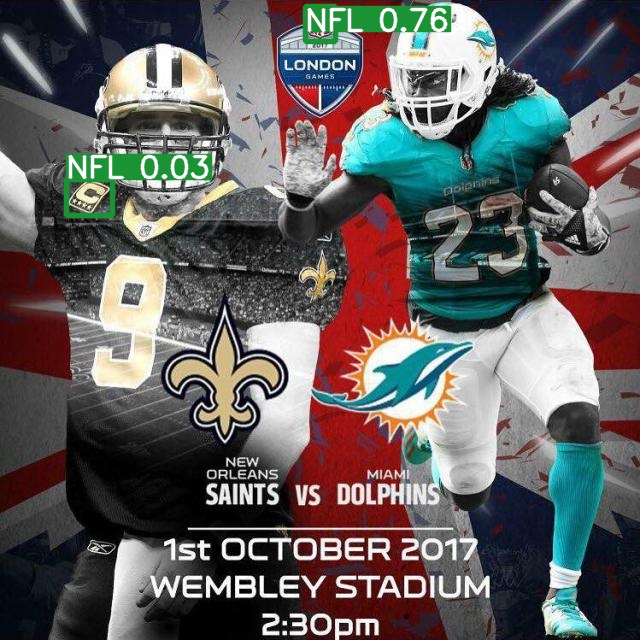 NFL 0.76
2017
LONDON
GAMES
NFL 0.03
Dolphins
23
9
NEW
ORLEANS
SAINTS
VS
MIAMI
DOLPHINS
1st OCTOBER 2017
WEMBLEY STADIUM
2:30pm